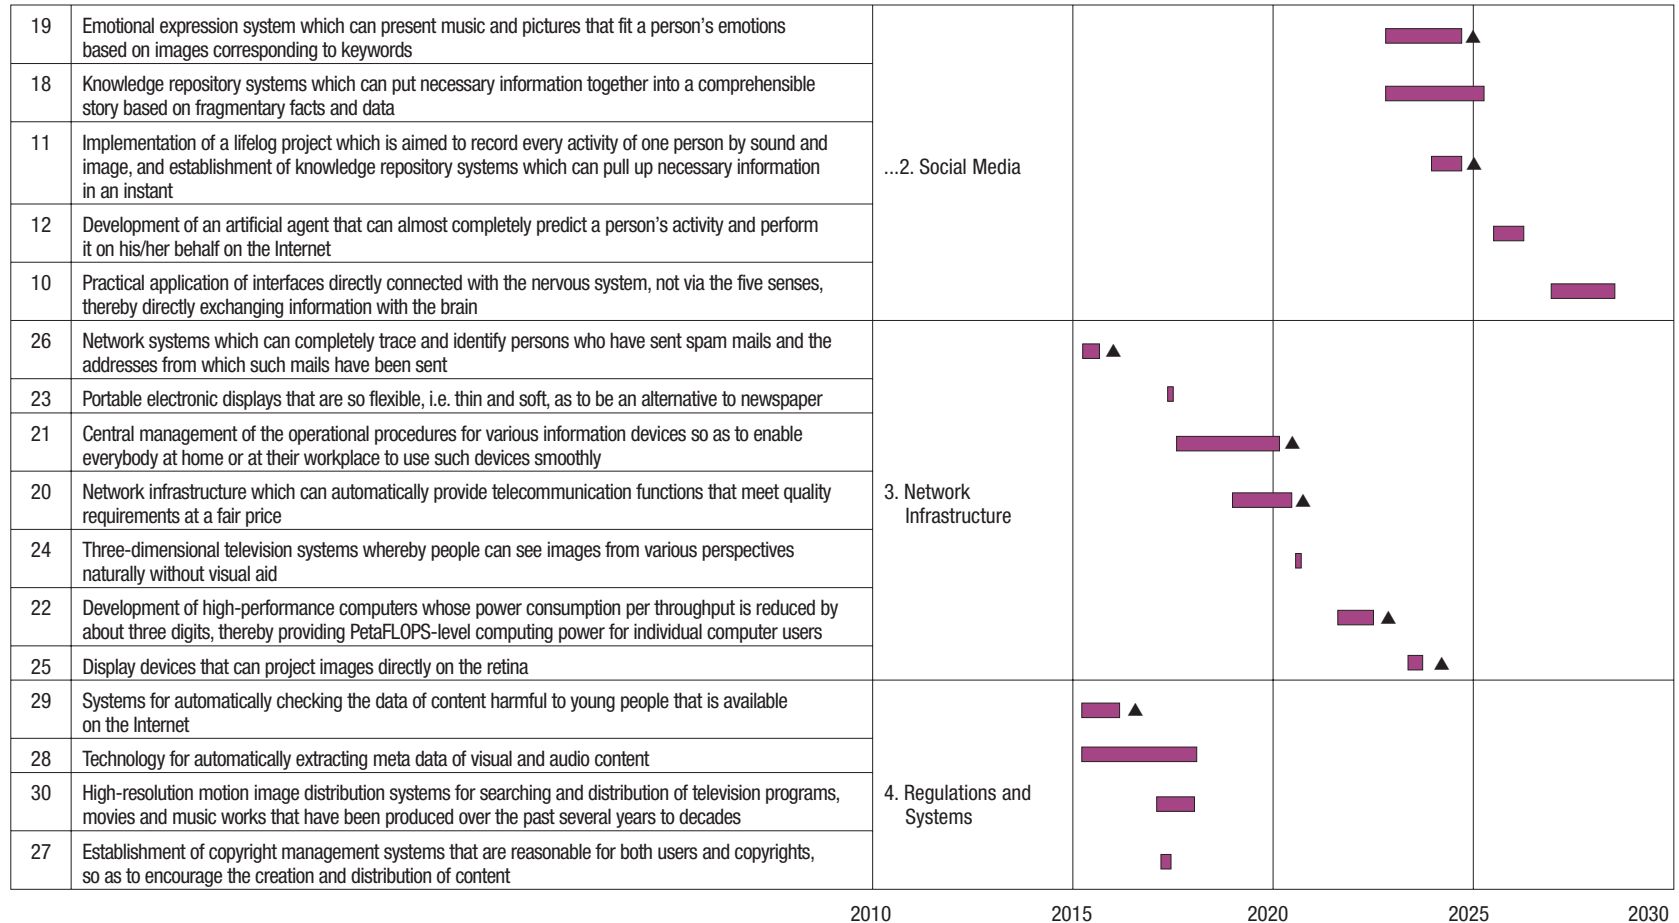 19 Emotional expression system which can present music and pictures that fit a person's emotions
based on images corresponding to keywords
18 Knowledge repository systems which can put necessary information together into a comprehensible
story based on fragmentary facts and data
11 Implementation of a lifelog project which is aimed to record every activity of one person by sound and
image, and establishment of knowledge repository systems which can pull up necessary information
in an instant
...2. Social Media
12 Development of an artificial agent that can almost completely predict a person's activity and perform
it on his/her behalf on the Internet
10 Practical application of interfaces directly connected with the nervous system, not via the five senses,
thereby directly exchanging information with the brain
26 Network systems which can completely trace and identify persons who have sent spam mails and the
addresses from which such mails have been sent
23 Portable electronic displays that are so flexible, i.e. thin and soft, as to be an alternative to newspaper
21 Central management of the operational procedures for various information devices so as to enable
everybody at home or at their workplace to use such devices smoothly
20 Network infrastructure which can automatically provide telecommunication functions that meet quality
requirements at a fair price
3. Network
Infrastructure
24 Three-dimensional television systems whereby people can see images from various perspectives
naturally without visual aid
22 Development of high-performance computers whose power consumption per throughput is reduced by
about three digits, thereby providing PetaFLOPS-level computing power for individual computer users
25 Display devices that can project images directly on the retina
29 Systems for automatically checking the data of content harmful to young people that is available
on the Internet
28 Technology for automatically extracting meta data of visual and audio content
30 High-resolution motion image distribution systems for searching and distribution of television programs,
movies and music works that have been produced over the past several years to decades
4. Regulations and
Systems
27 Establishment of copyright management systems that are reasonable for both users and copyrights,
so as to encourage the creation and distribution of content
2010 2015 2020 2025 2030